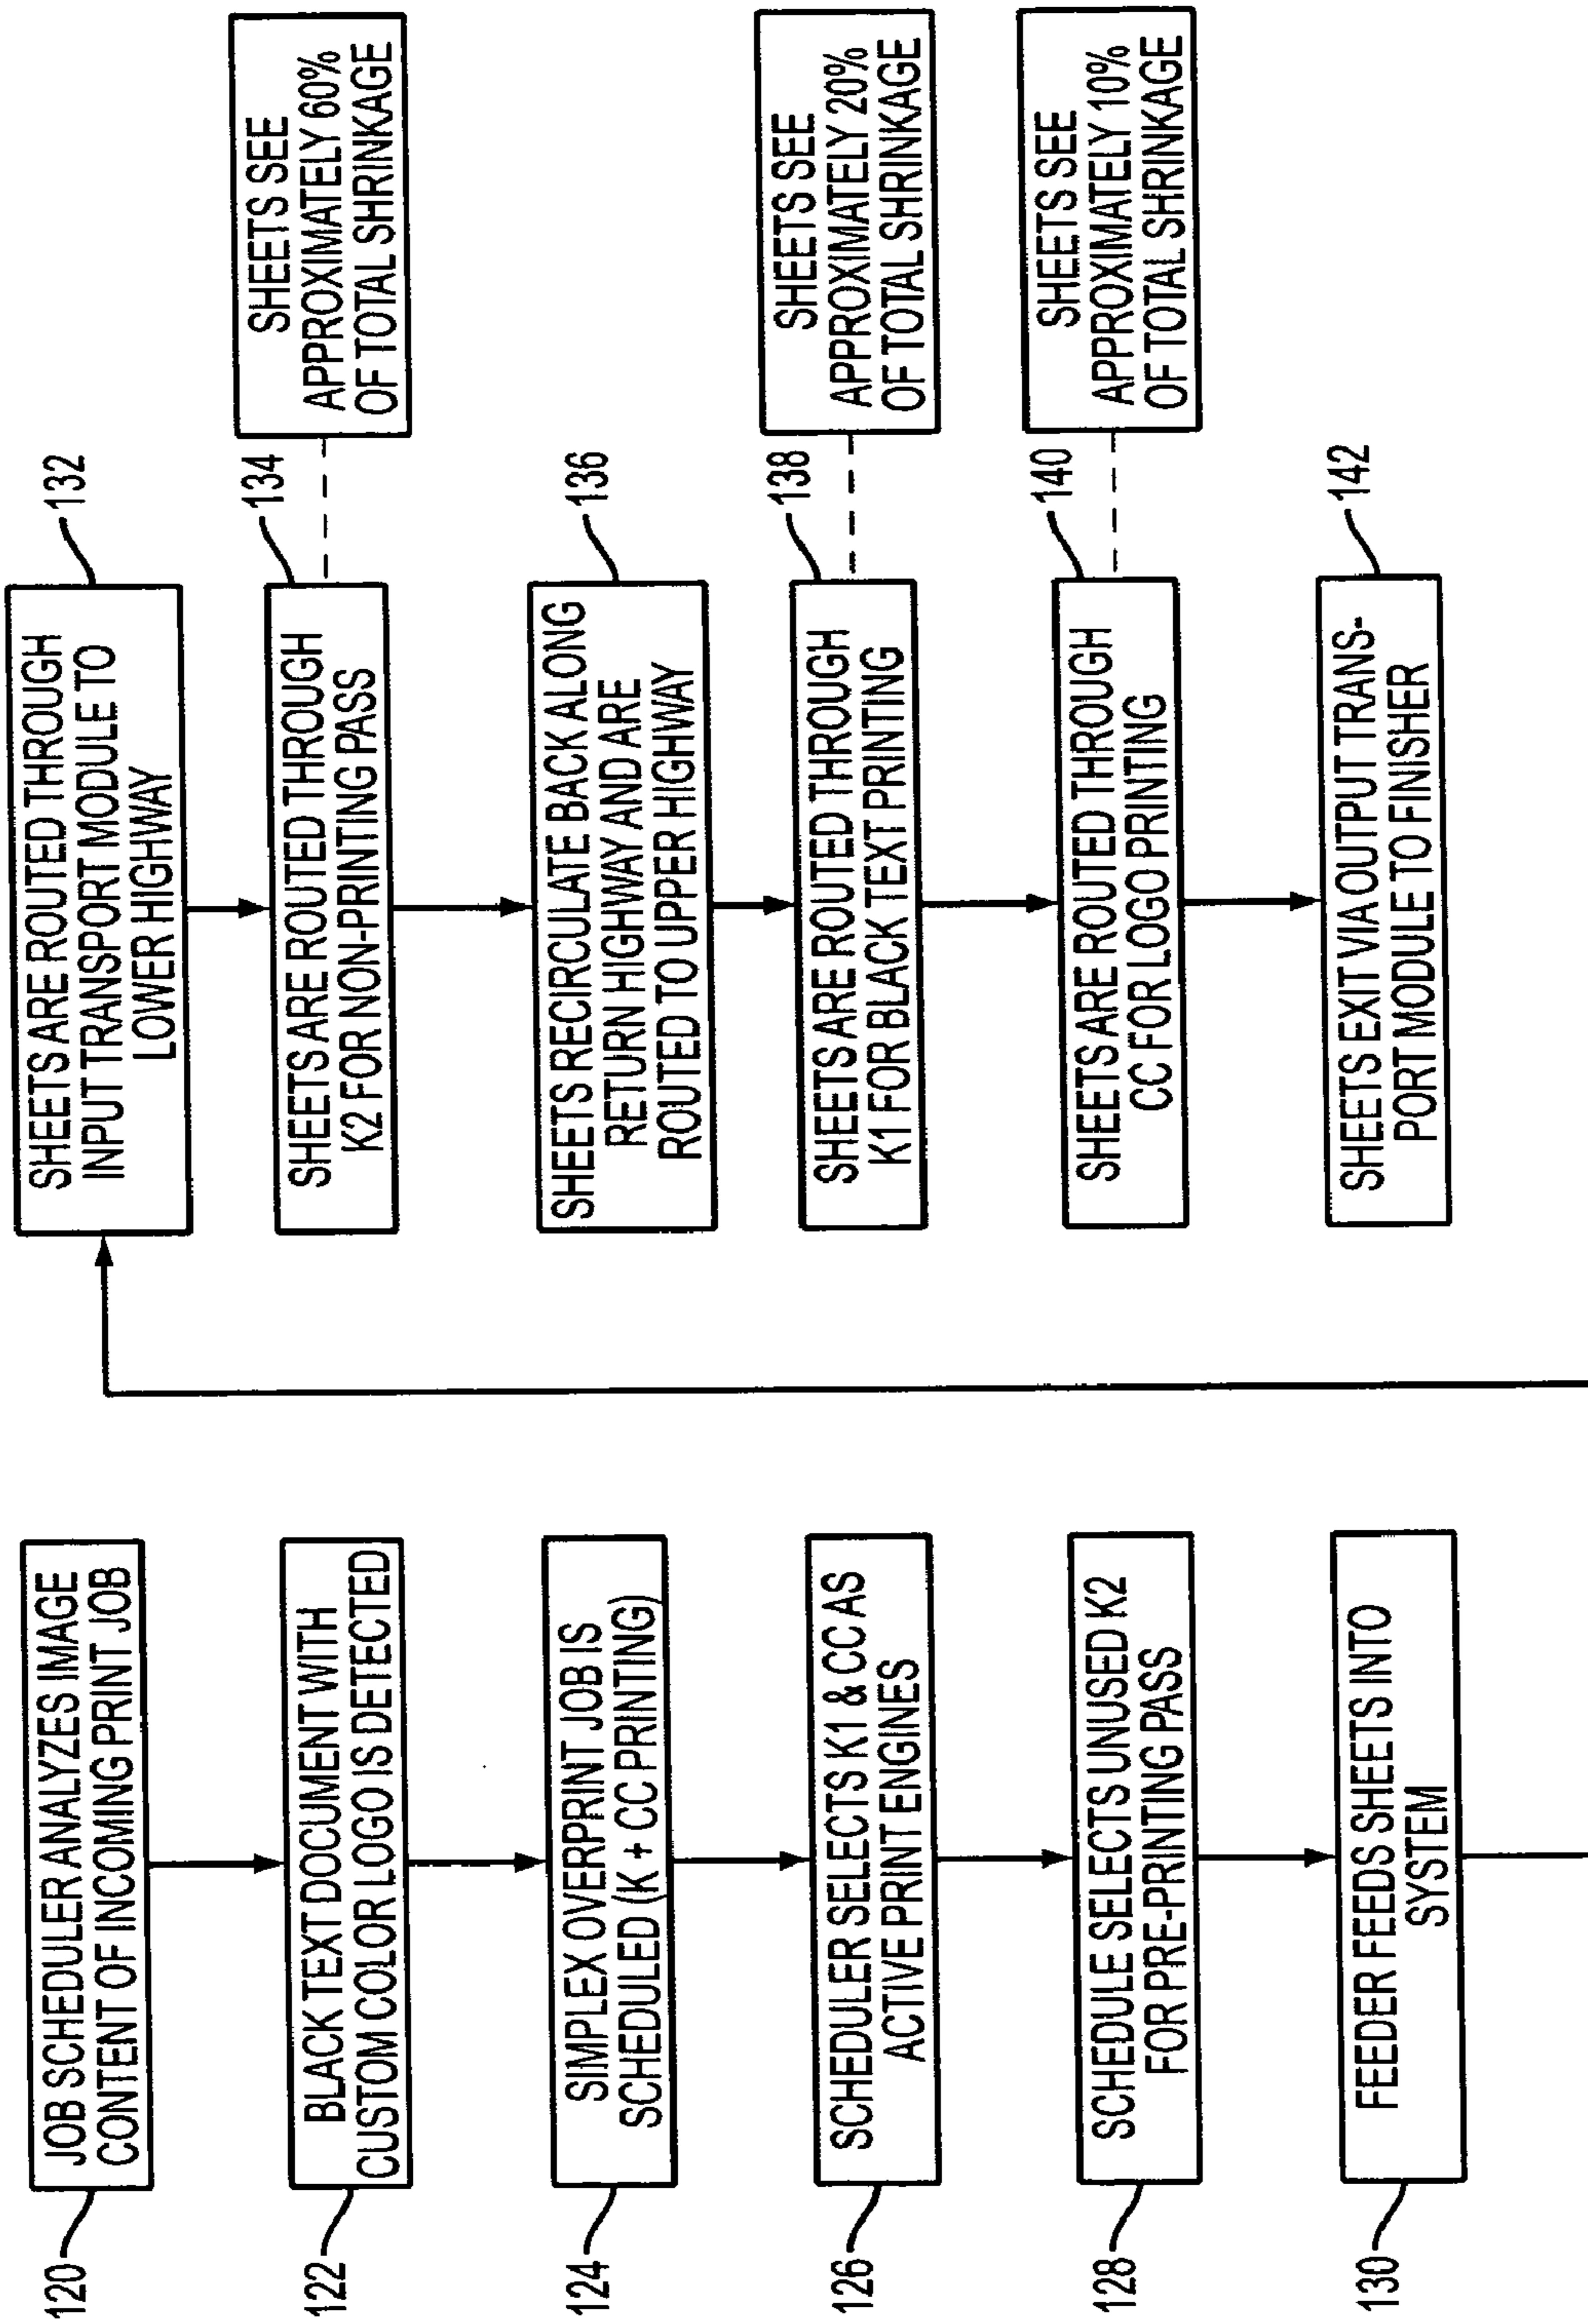 120
JOB SCHEDULER ANALYZES IMAGE
CONTENT OF INCOMING PRINT JOB
122
BLACK TEXT DOCUMENT WITH
CUSTOM COLOR LOGO IS DETECTED
124
SIMPLEX OVERPRINT JOB IS
SCHEDULED (K + CC PRINTING)
126
SCHEDULER SELECTS K1 & CC AS
ACTIVE PRINT ENGINES
128
SCHEDULE SELECTS UNUSED K2
FOR PRE-PRINTING PASS
130
FEEDER FEEDS SHEETS INTO
SYSTEM
132
SHEETS ARE ROUTED THROUGH
INPUT TRANSPORT MODULE TO
LOWER HIGHWAY
134
SHEETS ARE ROUTED THROUGH
K2 FOR NON-PRINTING PASS
SHEETS SEE
APPROXIMATELY 60%
OF TOTAL SHRINKAGE
136
SHEETS RECIRCULATE BACK ALONG
RETURN HIGHWAY AND ARE
ROUTED TO UPPER HIGHWAY
138
SHEETS ARE ROUTED THROUGH
K1 FOR BLACK TEXT PRINTING
SHEETS SEE
APPROXIMATELY 20%
OF TOTAL SHRINKAGE
140
SHEETS ARE ROUTED THROUGH
CC FOR LOGO PRINTING
SHEETS SEE
APPROXIMATELY 10%
OF TOTAL SHRINKAGE
142
SHEETS EXIT VIA OUTPUT TRANS-
PORT MODULE TO FINISHER